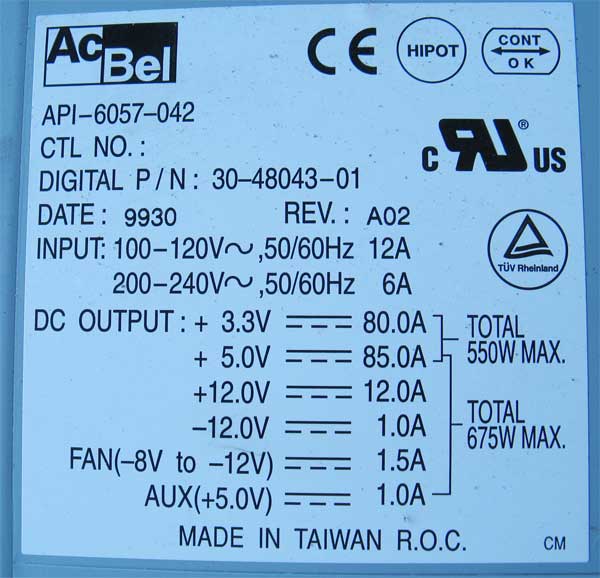 AcBel
CE
HIPOT
CONT
OK
API-6057-042
CTL NO. :
c RU® US
DIGITAL P / N : 30-48043-01
DATE : 9930 REV. : A02
INPUT: 100-120V~ ,50/60Hz 12A
200-240V~ ,50/60Hz 6A
TÜV Rheinland
DC OUTPUT : + 3.3V 80.0A
+ 5.0V 85.0A
TOTAL
550W MAX.
+12.0V 12.0A
-12.0V 1.0A
FAN(-8V to -12V) 1.5A
AUX(+5.0V) 1.0A
TOTAL
675W MAX.
MADE IN TAIWAN R.O.C. CM